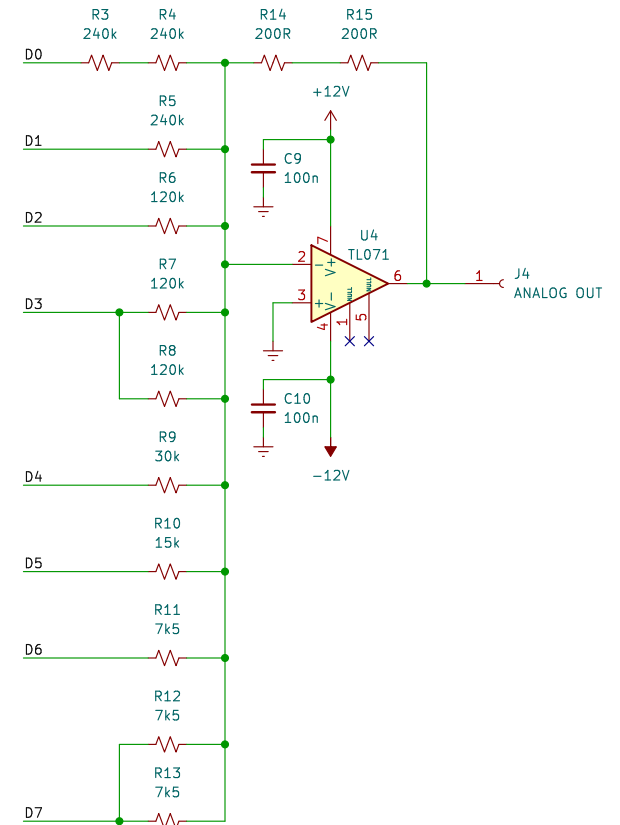 R3
240k
R4
240k
R14
200R
R15
200R
D0
+12V
R5
240k
D1
C9
100n
R6
120k
D2
7
U4
TL071
R7
120k
2
−
V+
6
1
J4
ANALOG OUT
3
+
V−
NULL
NULL
4
1
5
D3
R8
120k
C10
100n
R9
30k
−12V
D4
R10
15k
D5
R11
7k5
D6
R12
7k5
R13
7k5
D7